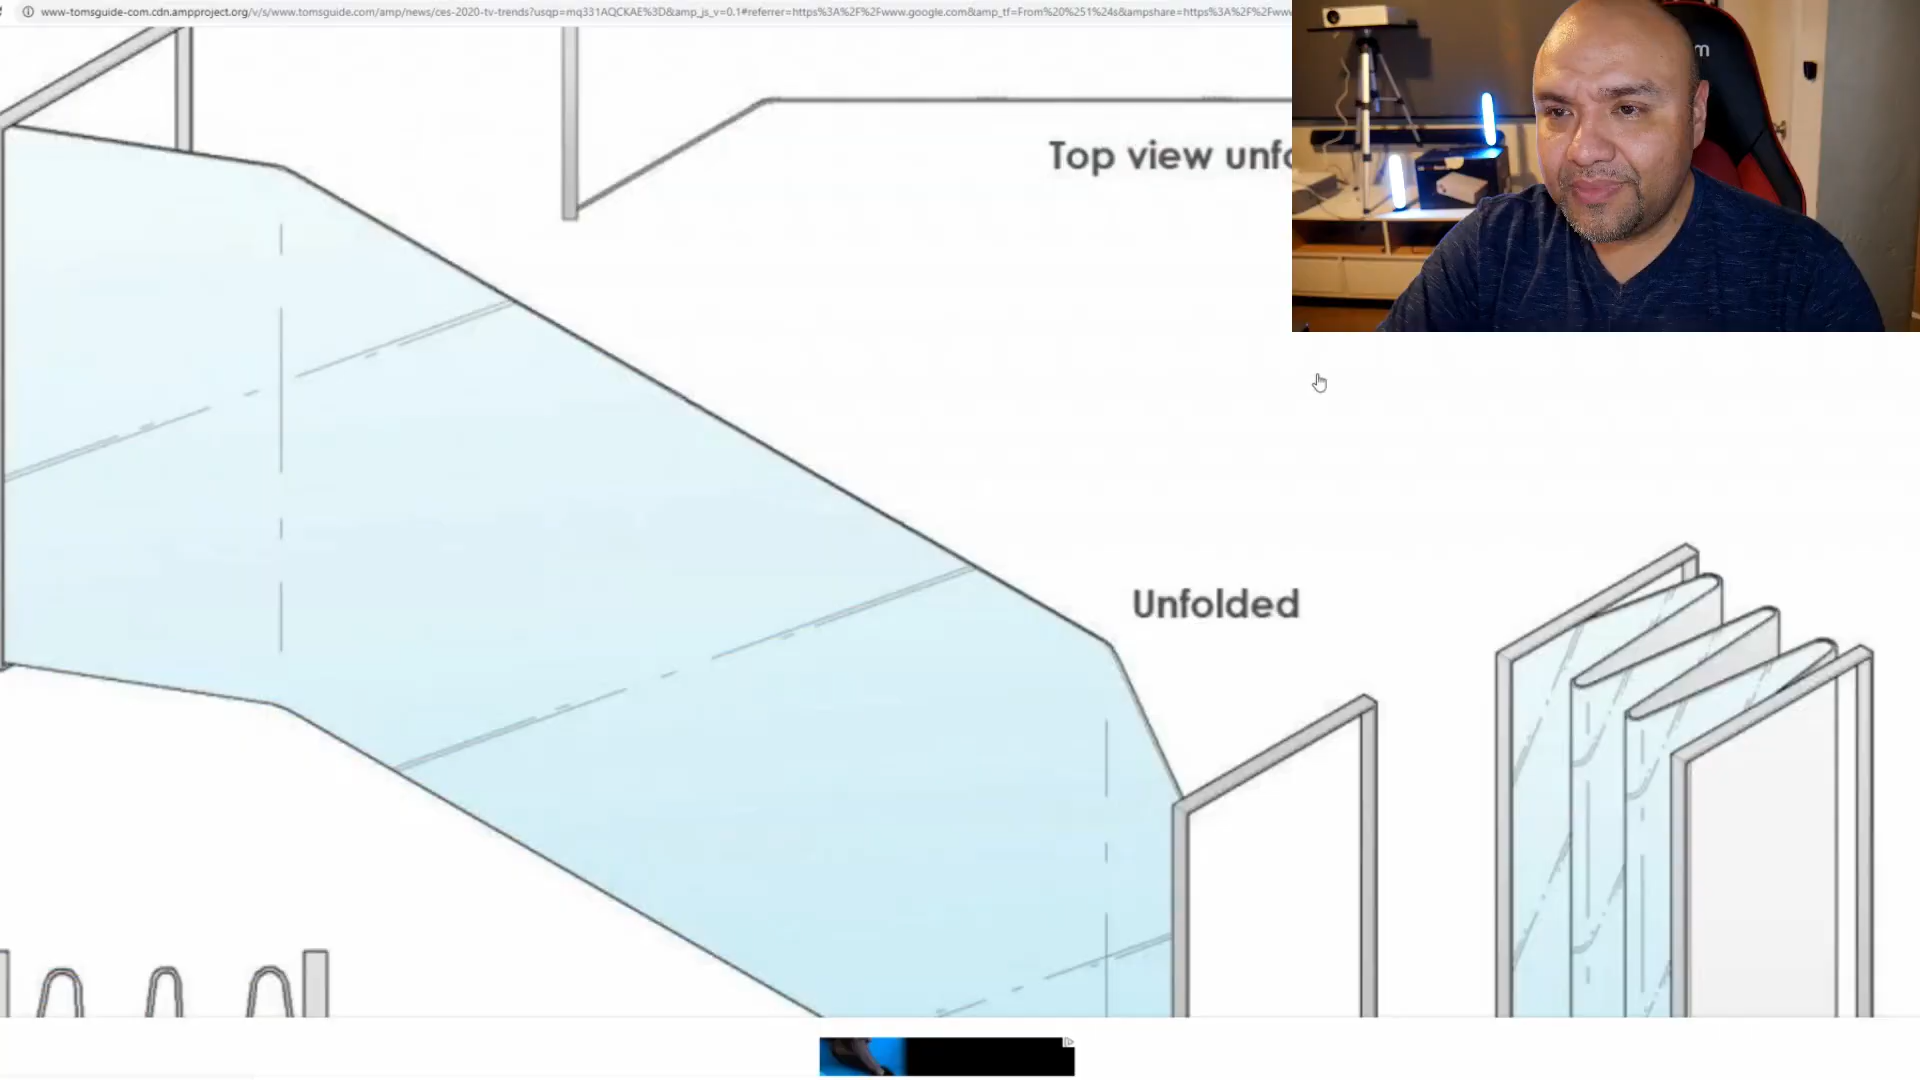 www-tomsguide-com.cdn.ampproject.org/v/s/www.tomsguide.com/amp/news/ces-2020-tv-trends?usqp=mq331AQCKAE%3D&amp_js_v=0.1#referrer=https%3A%2F%2Fwww.google.com&amp_tf=From%20%251%24s&ampshare=https%3A%2F%2Fww
m
Top view unfo
Unfolded